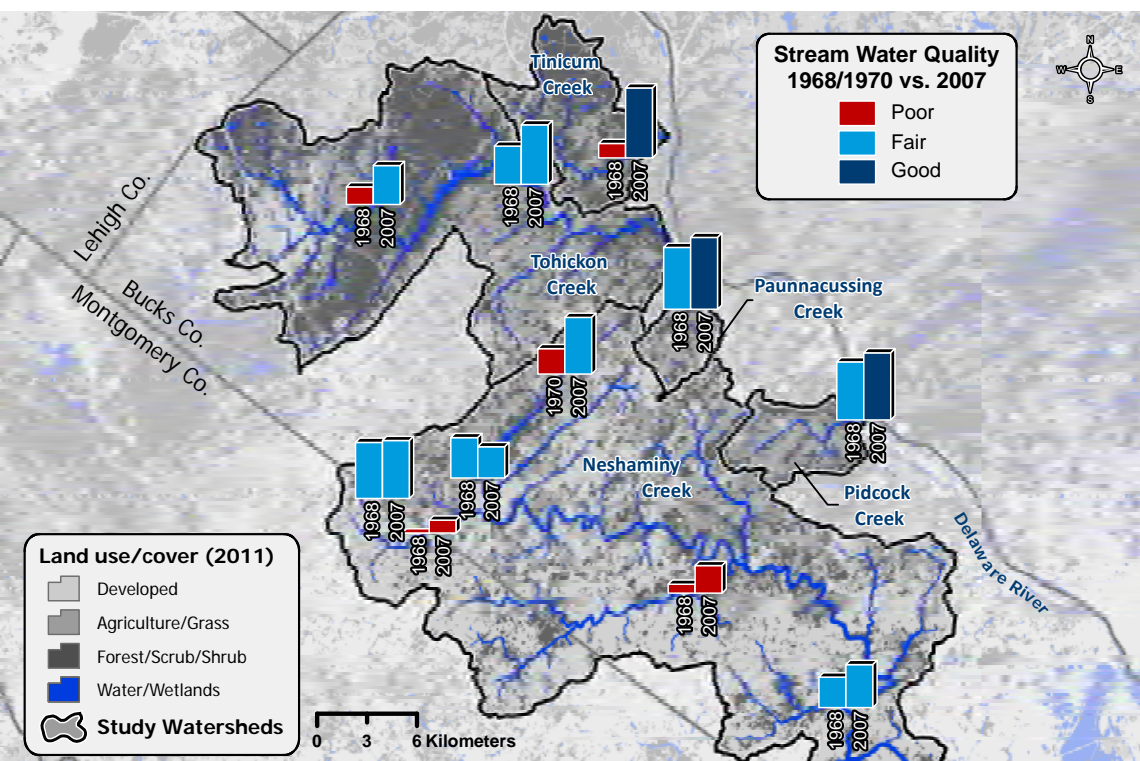 Tinicum
Creek
Stream Water Quality
1968/1970 vs. 2007
Poor
Fair
Good
N
W
E
S
1968
2007
1968
2007
1968
2007
Lehigh Co.
Bucks Co.
Montgomery Co.
Tohickon
Creek
1968
2007
Paunnacussing
Creek
1970
2007
1968
2007
Neshaminy
Creek
Pidcock
Creek
1968
2007
1968
2007
1968
2007
Delaware River
1968
2007
1968
2007
Land use/cover (2011)
Developed
Agriculture/Grass
Forest/Scrub/Shrub
Water/Wetlands
Study Watersheds
0 3 6 Kilometers